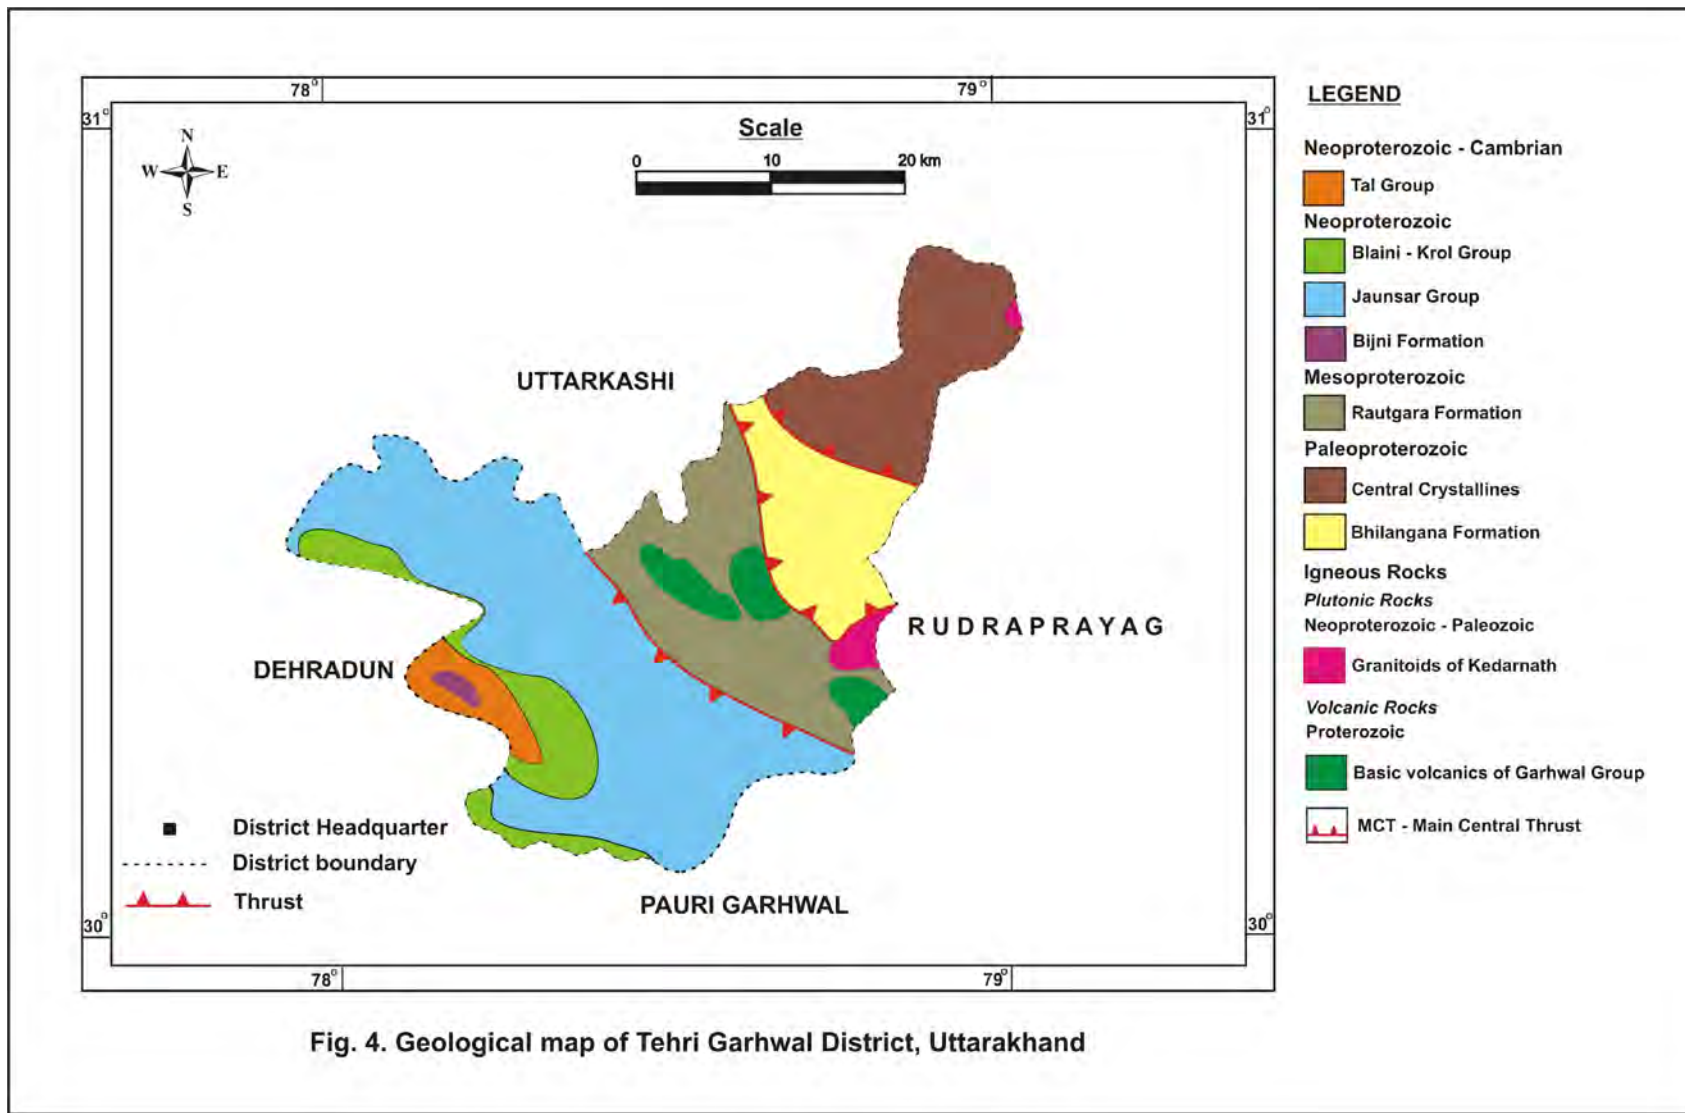 78°
79°
31°
31°
N
W
E
S
Scale
0
10
20 km
UTTARKASHI
RUDRAPRAYAG
DEHRADUN
PAURI GARHWAL
District Headquarter
District boundary
Thrust
30°
30°
78°
79°
LEGEND
Neoproterozoic - Cambrian
Tal Group
Neoproterozoic
Blaini - Krol Group
Jaunsar Group
Bijni Formation
Mesoproterozoic
Rautgara Formation
Paleoproterozoic
Central Crystallines
Bhilangana Formation
Igneous Rocks
Plutonic Rocks
Neoproterozoic - Paleozoic
Granitoids of Kedarnath
Volcanic Rocks
Proterozoic
Basic volcanics of Garhwal Group
MCT - Main Central Thrust
Fig. 4. Geological map of Tehri Garhwal District, Uttarakhand